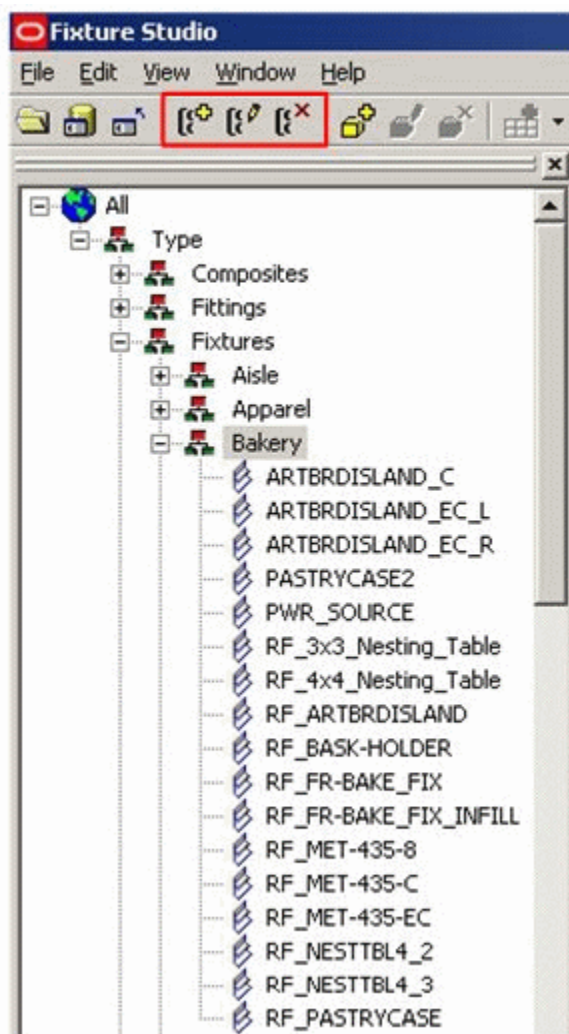 Fixture Studio
File Edit View Window Help
All
Type
Composites
Fittings
Fixtures
Aisle
Apparel
Bakery
ARTBRDISLAND_C
ARTBRDISLAND_EC_L
ARTBRDISLAND_EC_R
PASTRYCASE2
PWR_SOURCE
RF_3x3_Nesting_Table
RF_4x4_Nesting_Table
RF_ARTBRDISLAND
RF_BASK-HOLDER
RF_FR-BAKE_FIX
RF_FR-BAKE_FIX_INFILL
RF_MET-435-8
RF_MET-435-C
RF_MET-435-EC
RF_NESTTBL4_2
RF_NESTTBL4_3
RF_PASTRYCASE